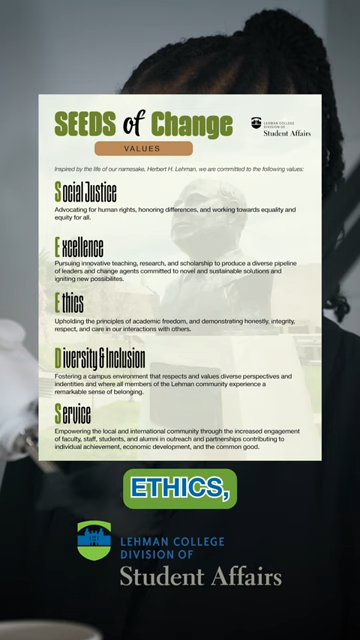 SEEDS of Change
VALUES
LEHMAN COLLEGE
DIVISION OF
Student Affairs
Inspired by the life of our namesake, Herbert H. Lehman, we are committed to the following values:
Social Justice
Advocating for human rights, honoring differences, and working towards equality and
equity for all.
Excellence
Pursuing innovative teaching, research, and scholarship to produce a diverse pipeline
of leaders and change agents committed to novel and sustainable solutions and
igniting new possibilites.
Ethics
Upholding the principles of academic freedom, and demonstrating honestly, integrity,
respect, and care in our interactions with others.
Diversity & Inclusion
Fostering a campus environment that respects and values diverse perspectives and
indentities and where all members of the Lehman community experience a
remarkable sense of belonging.
Service
Empowering the local and international community through the increased engagement
of faculty, staff, students, and alumni in outreach and partnerships contributing to
individual achievement, economic development, and the common good.
ETHICS,
LEHMAN COLLEGE
DIVISION OF
Student Affairs